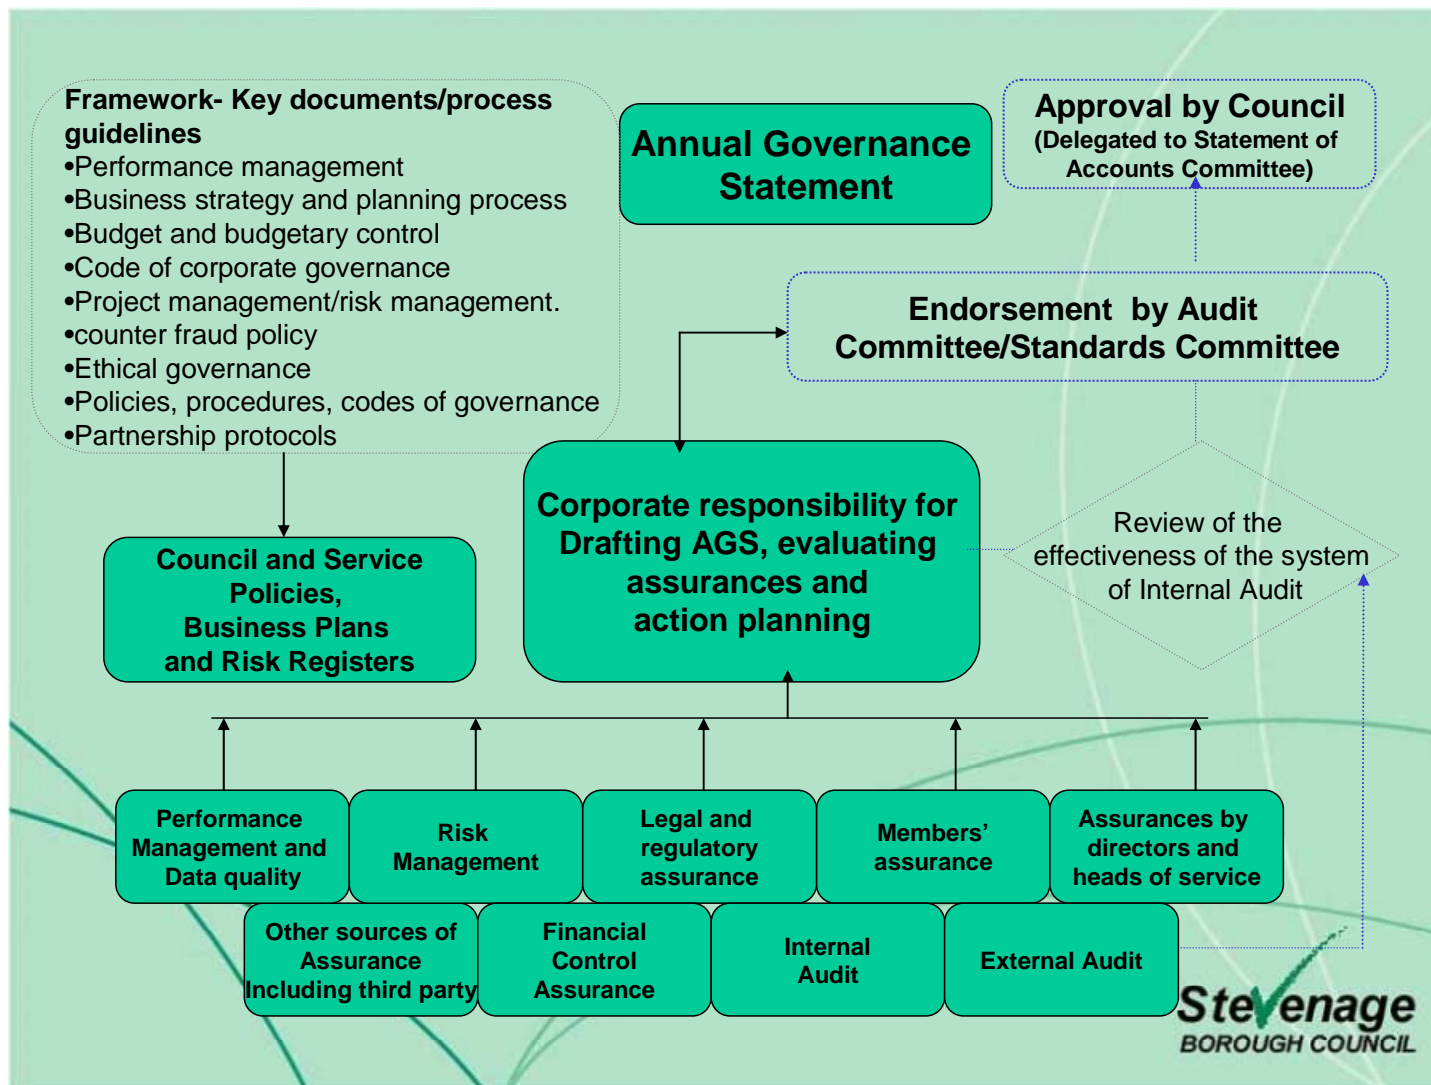 Framework- Key documents/process
guidelines
•Performance management
•Business strategy and planning process
•Budget and budgetary control
•Code of corporate governance
•Project management/risk management.
•counter fraud policy
•Ethical governance
•Policies, procedures, codes of governance
•Partnership protocols
Annual Governance
Statement
Approval by Council
(Delegated to Statement of
Accounts Committee)
Endorsement by Audit
Committee/Standards Committee
Corporate responsibility for
Drafting AGS, evaluating
assurances and
action planning
Review of the
effectiveness of the system
of Internal Audit
Council and Service
Policies,
Business Plans
and Risk Registers
Performance
Management and
Data quality
Risk
Management
Legal and
regulatory
assurance
Members’
assurance
Assurances by
directors and
heads of service
Other sources of
Assurance
Including third party
Financial
Control
Assurance
Internal
Audit
External Audit
Stevenage
BOROUGH COUNCIL